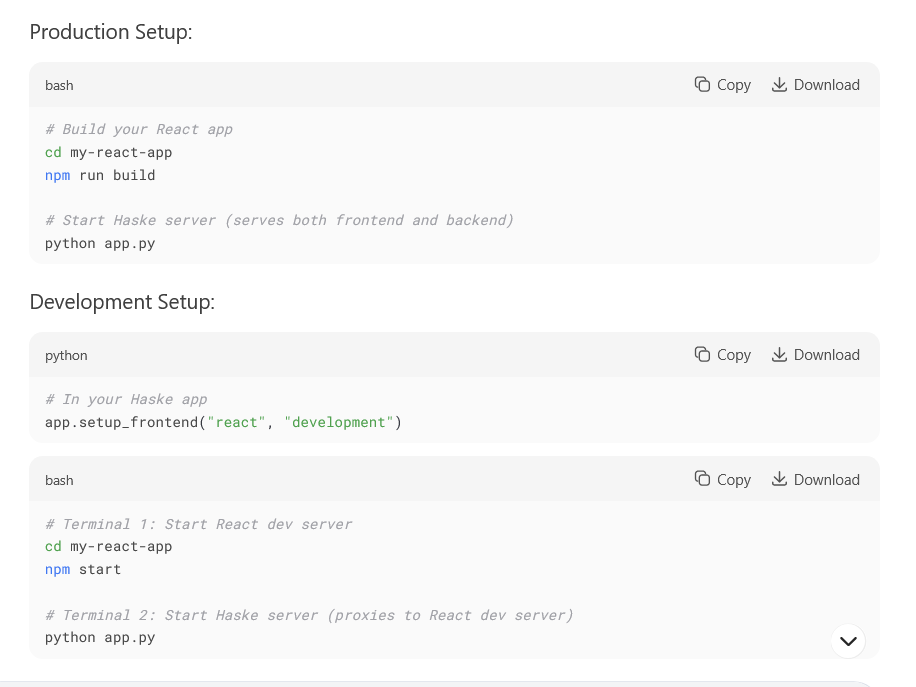 Production Setup:
bash Copy Download
# Build your React app
cd my-react-app
npm run build
# Start Haske server (serves both frontend and backend)
python app.py
Development Setup:
python Copy Download
# In your Haske app
app.setup_frontend("react", "development")
bash Copy Download
# Terminal 1: Start React dev server
cd my-react-app
npm start
# Terminal 2: Start Haske server (proxies to React dev server)
python app.py